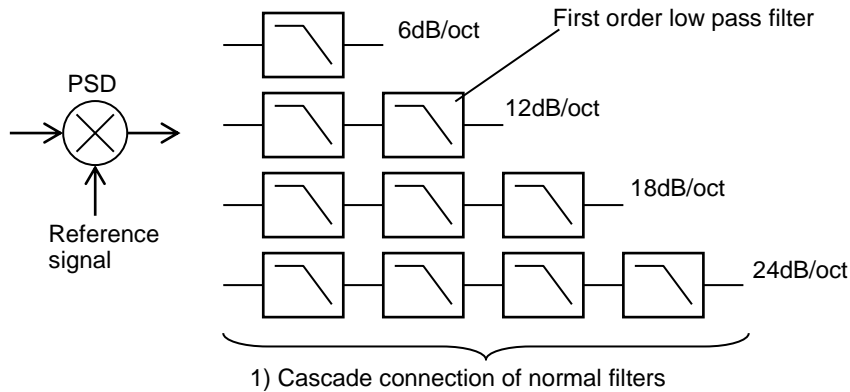 6dB/oct
First order low pass filter
PSD
12dB/oct
18dB/oct
Reference
signal
24dB/oct
1) Cascade connection of normal filters